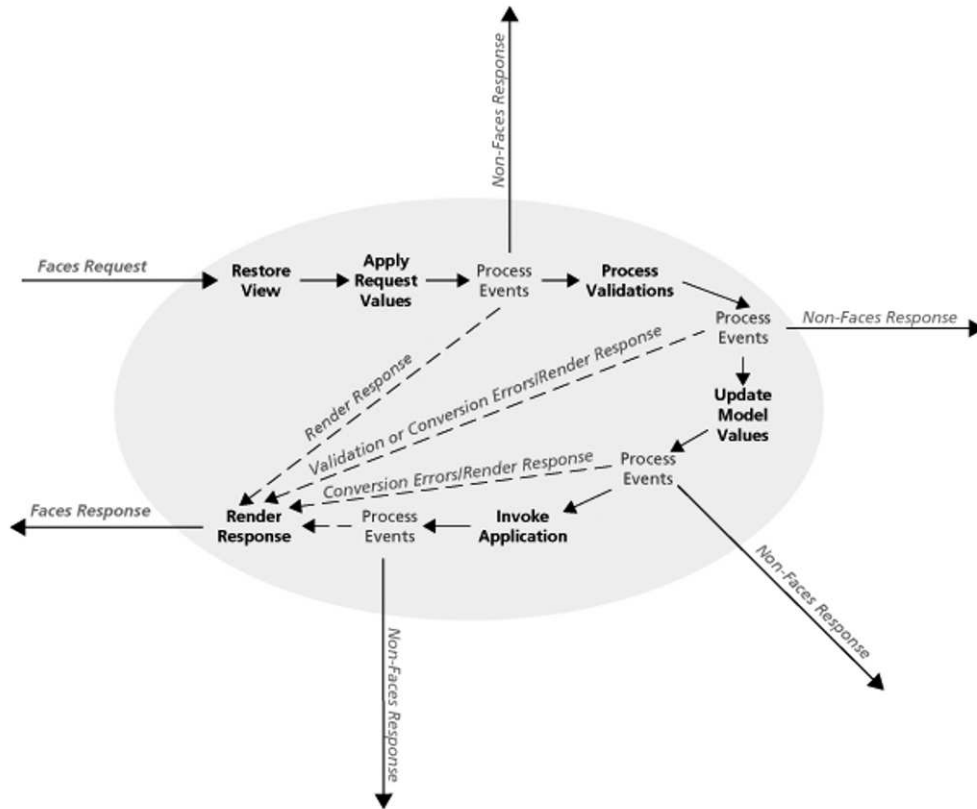 Non-Faces Response
Faces Request
Restore
View
Apply
Request
Values
Process
Events
Process
Validations
Process
Events
Non-Faces Response
Render Response
Validation or Conversion Errors/Render Response
Update
Model
Values
Conversion Errors/Render Response
Process
Events
Faces Response
Render
Response
Process
Events
Invoke
Application
Non-Faces Response
Non-Faces Response